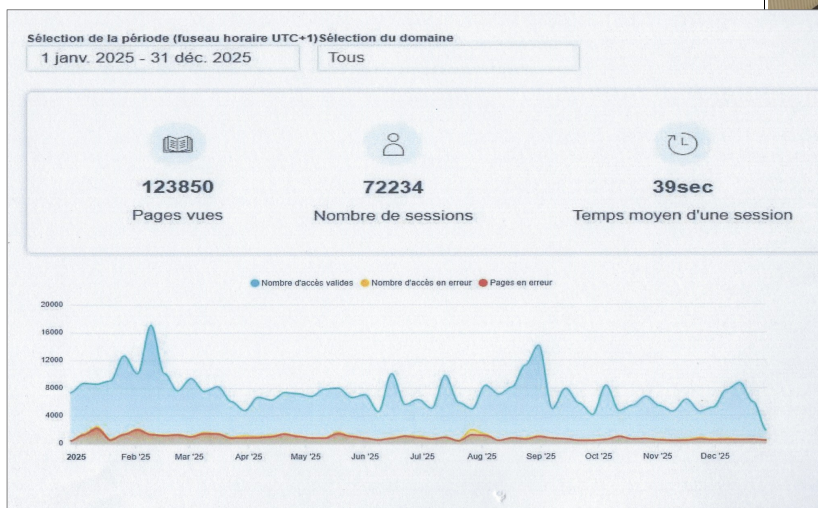 Sélection de la période (fuseau horaire UTC+1) Sélection du domaine
1 janv. 2025 - 31 déc. 2025 Tous
123850 72234 39sec
Pages vues Nombre de sessions Temps moyen d'une session
Nombre d'accès valides Nombre d'accès en erreur Pages en erreur
20000
16000
12000
8000
4000
0
2025 Feb '25 Mar '25 Apr '25 May '25 Jun '25 Jul '25 Aug '25 Sep '25 Oct '25 Nov '25 Dec '25